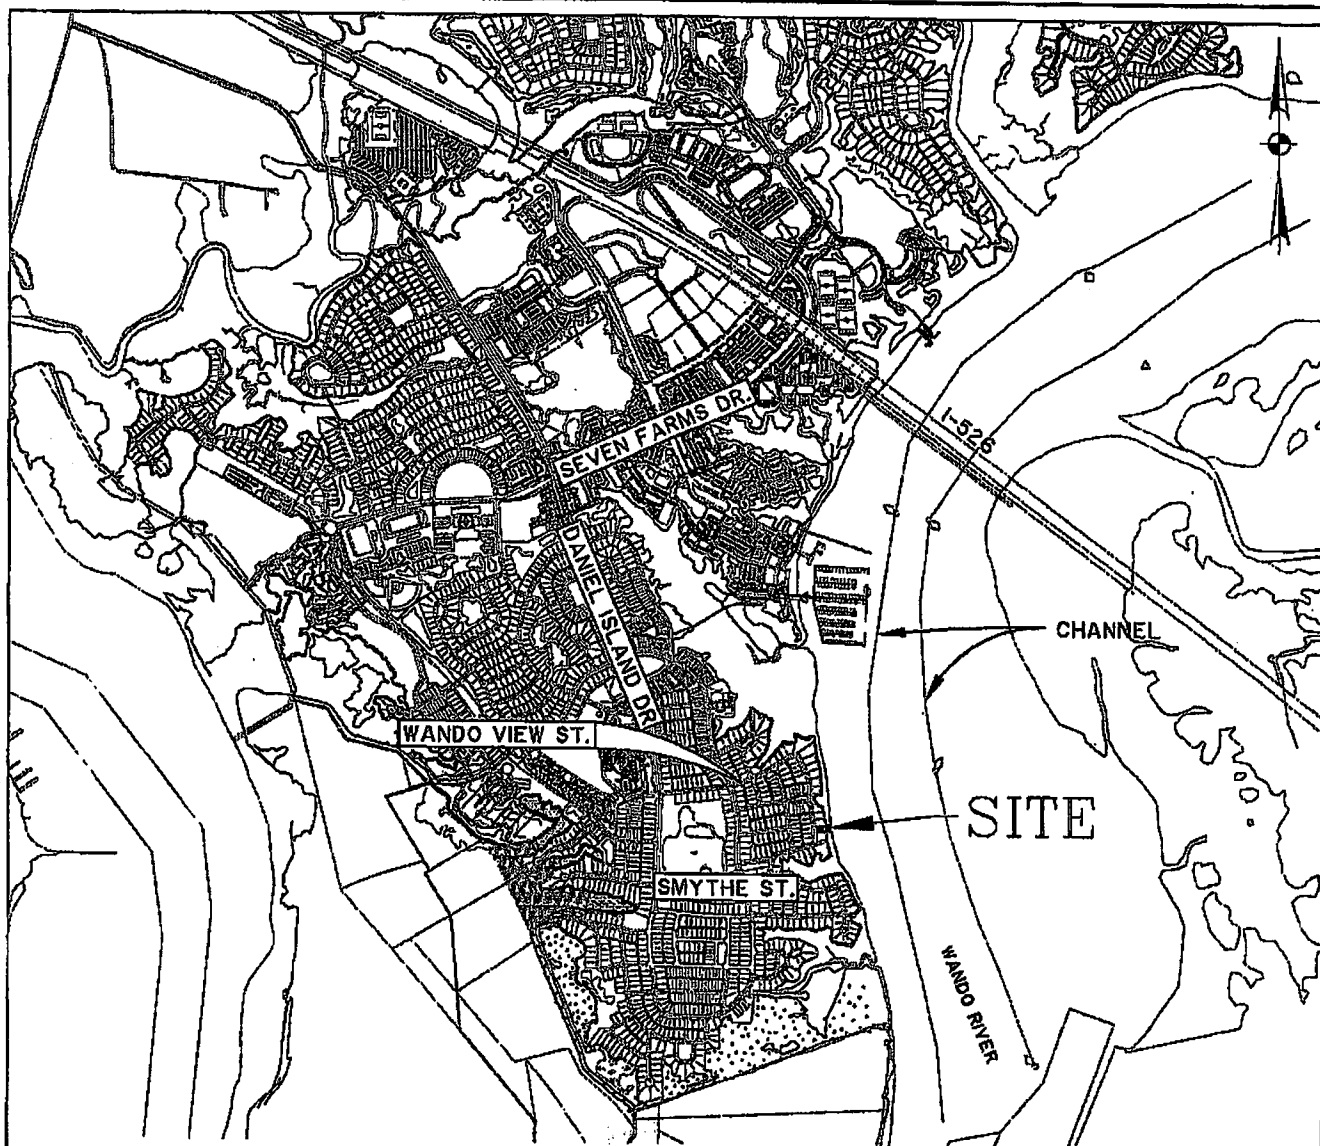 I-526
SEVEN FARMS DR.
DANIEL ISLAND DR.
CHANNEL
WANDO VIEW ST.
SITE
SMYTHE ST.
WANDO RIVER